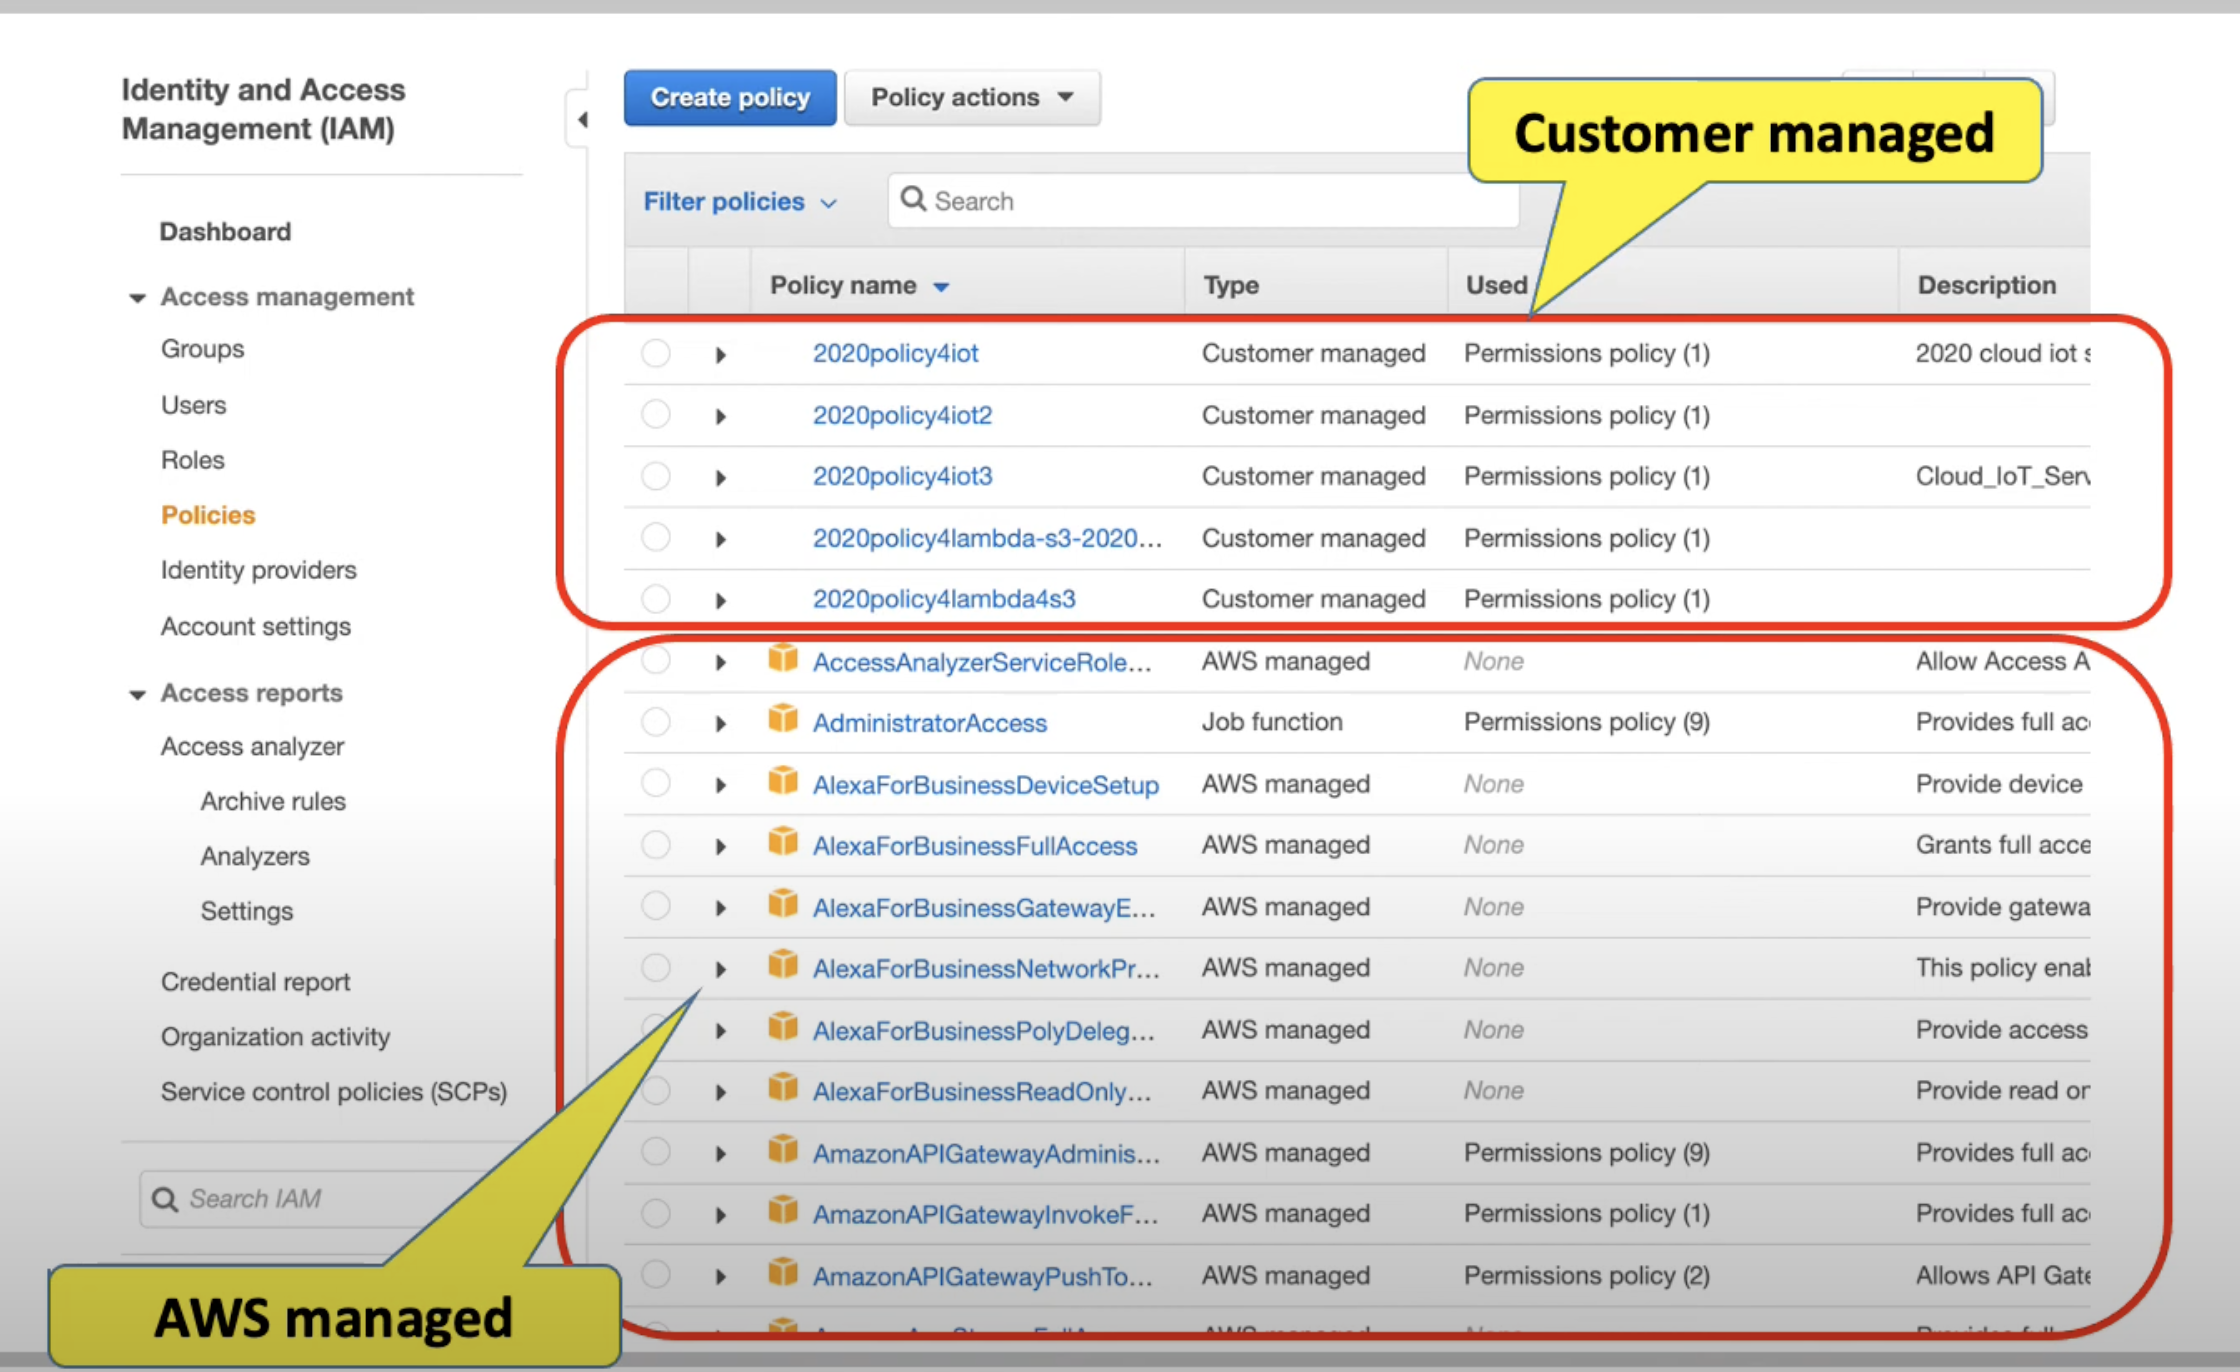 Identity and Access
Management (IAM)
Dashboard
Access management
Groups
Users
Roles
Policies
Identity providers
Account settings
Access reports
Access analyzer
Archive rules
Analyzers
Settings
Credential report
Organization activity
Service control policies (SCPs)
Search IAM
AWS managed
Create policy Policy actions
Customer managed
Filter policies Search
Policy name Type Used Description
2020policy4iot Customer managed Permissions policy (1) 2020 cloud iot
2020policy4iot2 Customer managed Permissions policy (1)
2020policy4iot3 Customer managed Permissions policy (1) Cloud_IoT_Serv
2020policy4lambda-s3-2020... Customer managed Permissions policy (1)
2020policy4lambda4s3 Customer managed Permissions policy (1)
AccessAnalyzerServiceRole... AWS managed None Allow Access A
AdministratorAccess Job function Permissions policy (9) Provides full ac
AlexaForBusinessDeviceSetup AWS managed None Provide device
AlexaForBusinessFullAccess AWS managed None Grants full acce
AlexaForBusinessGatewayE... AWS managed None Provide gatewa
AlexaForBusinessNetworkPr... AWS managed None This policy enab
AlexaForBusinessPolyDeleg... AWS managed None Provide access
AlexaForBusinessReadOnly... AWS managed None Provide read or
AmazonAPIGatewayAdminis... AWS managed Permissions policy (9) Provides full ac
AmazonAPIGatewayInvokeF... AWS managed Permissions policy (1) Provides full ac
AmazonAPIGatewayPushTo... AWS managed Permissions policy (2) Allows API Gate